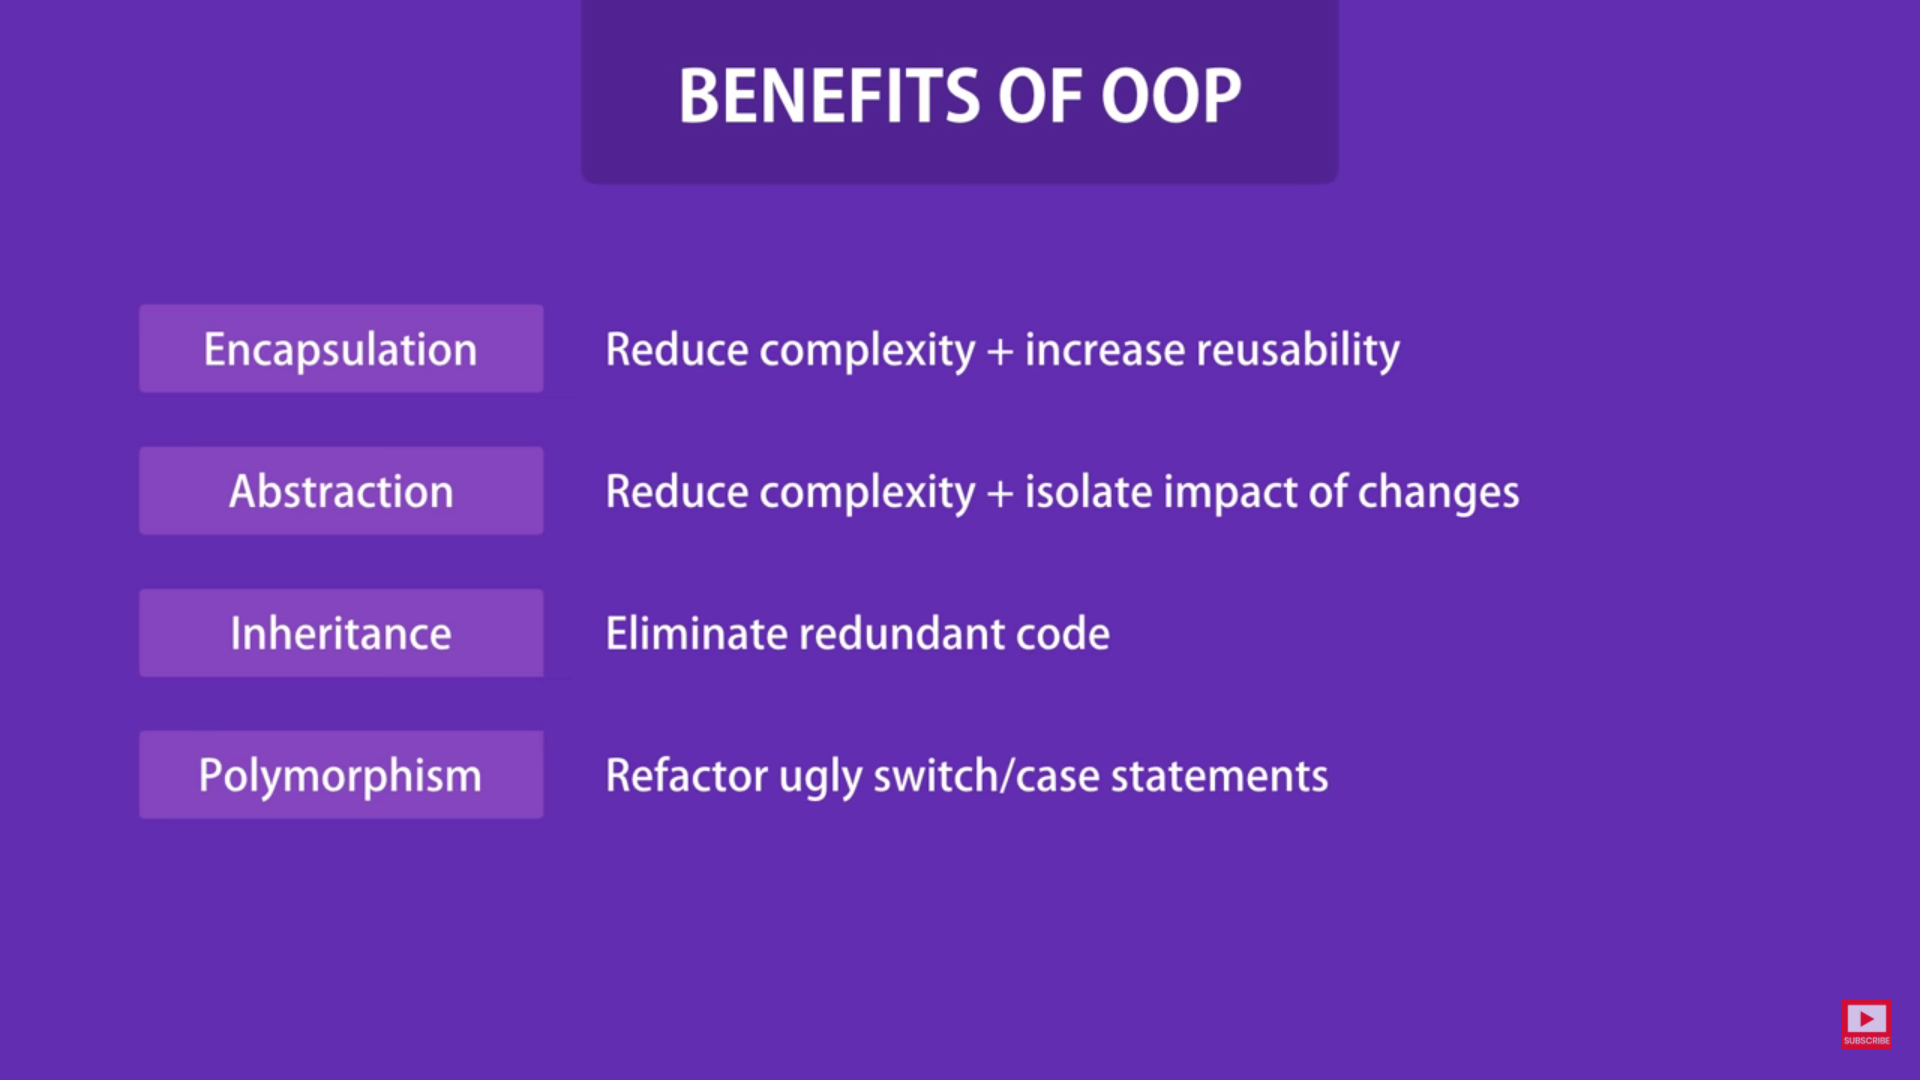 BENEFITS OF OOP
Encapsulation Reduce complexity + increase reusability
Abstraction Reduce complexity + isolate impact of changes
Inheritance Eliminate redundant code
Polymorphism Refactor ugly switch/case statements
SUBSCRIBE